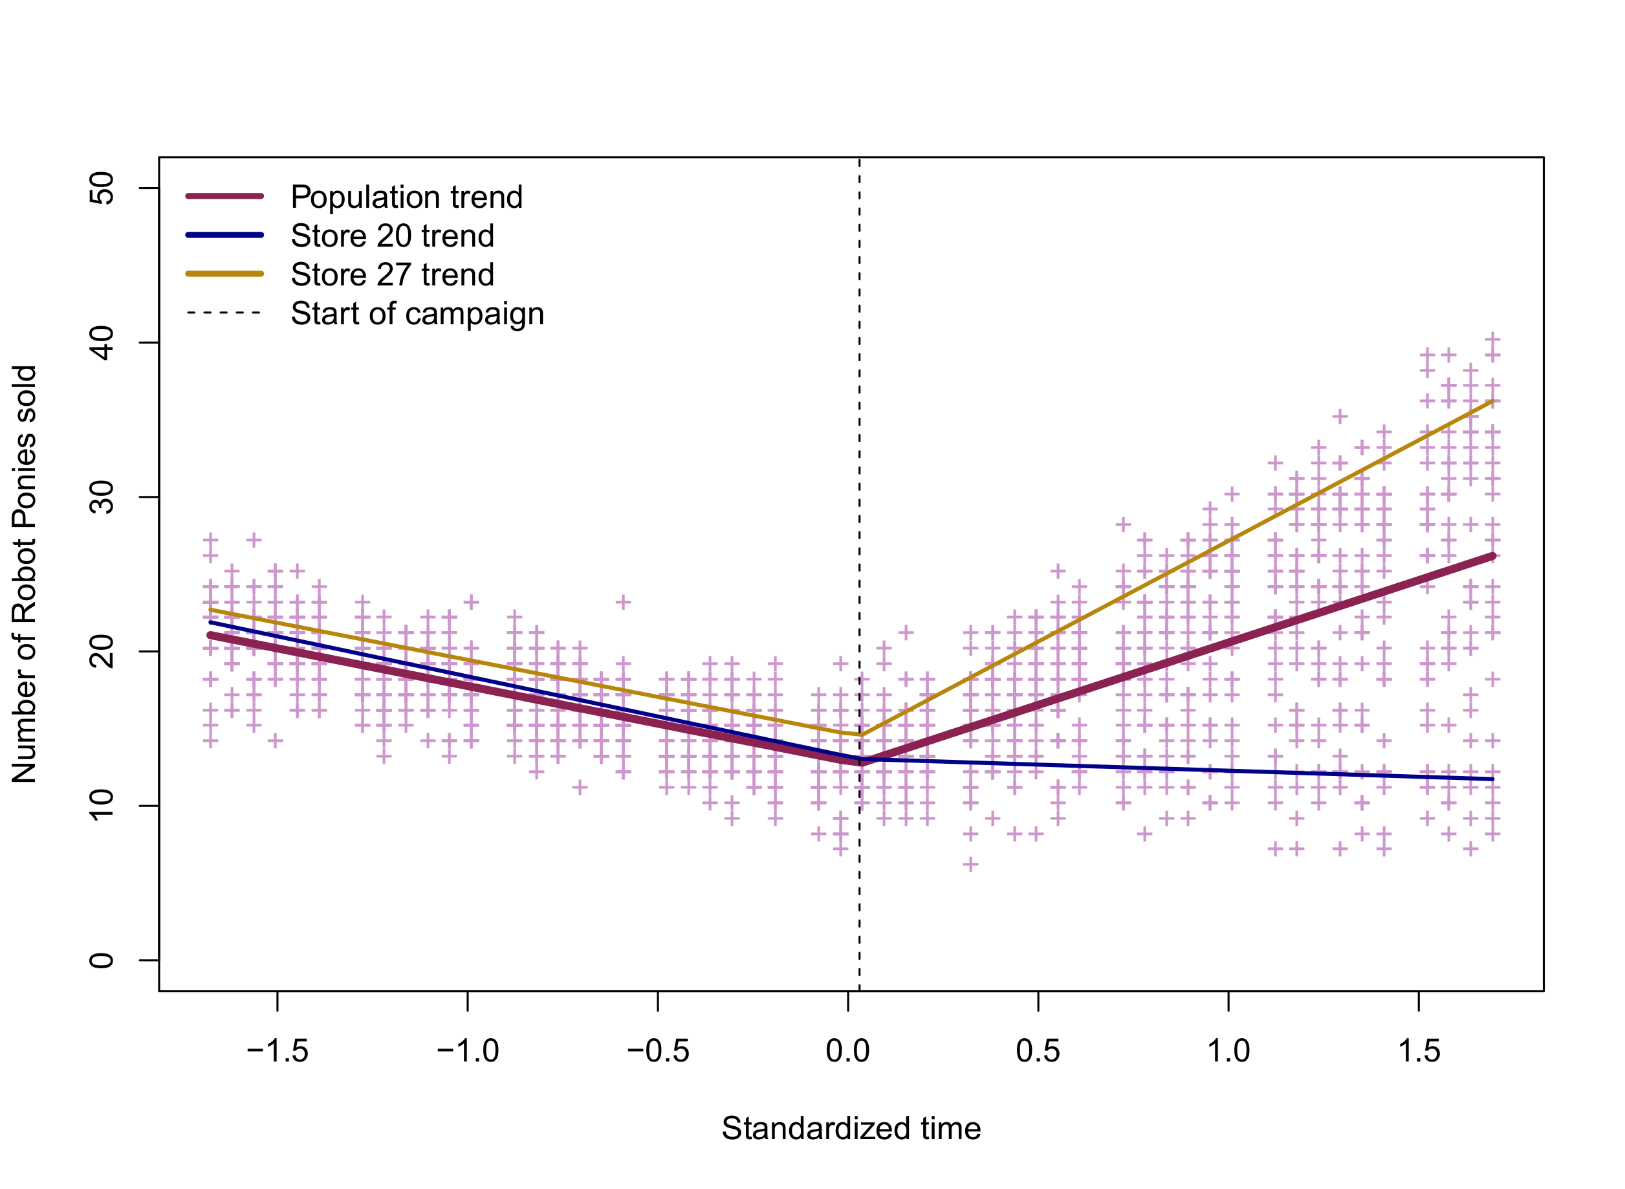 Population trend
Store 20 trend
Store 27 trend
Start of campaign
Number of Robot Ponies sold
50
40
30
20
10
0
−1.5 −1.0 −0.5 0.0 0.5 1.0 1.5
Standardized time